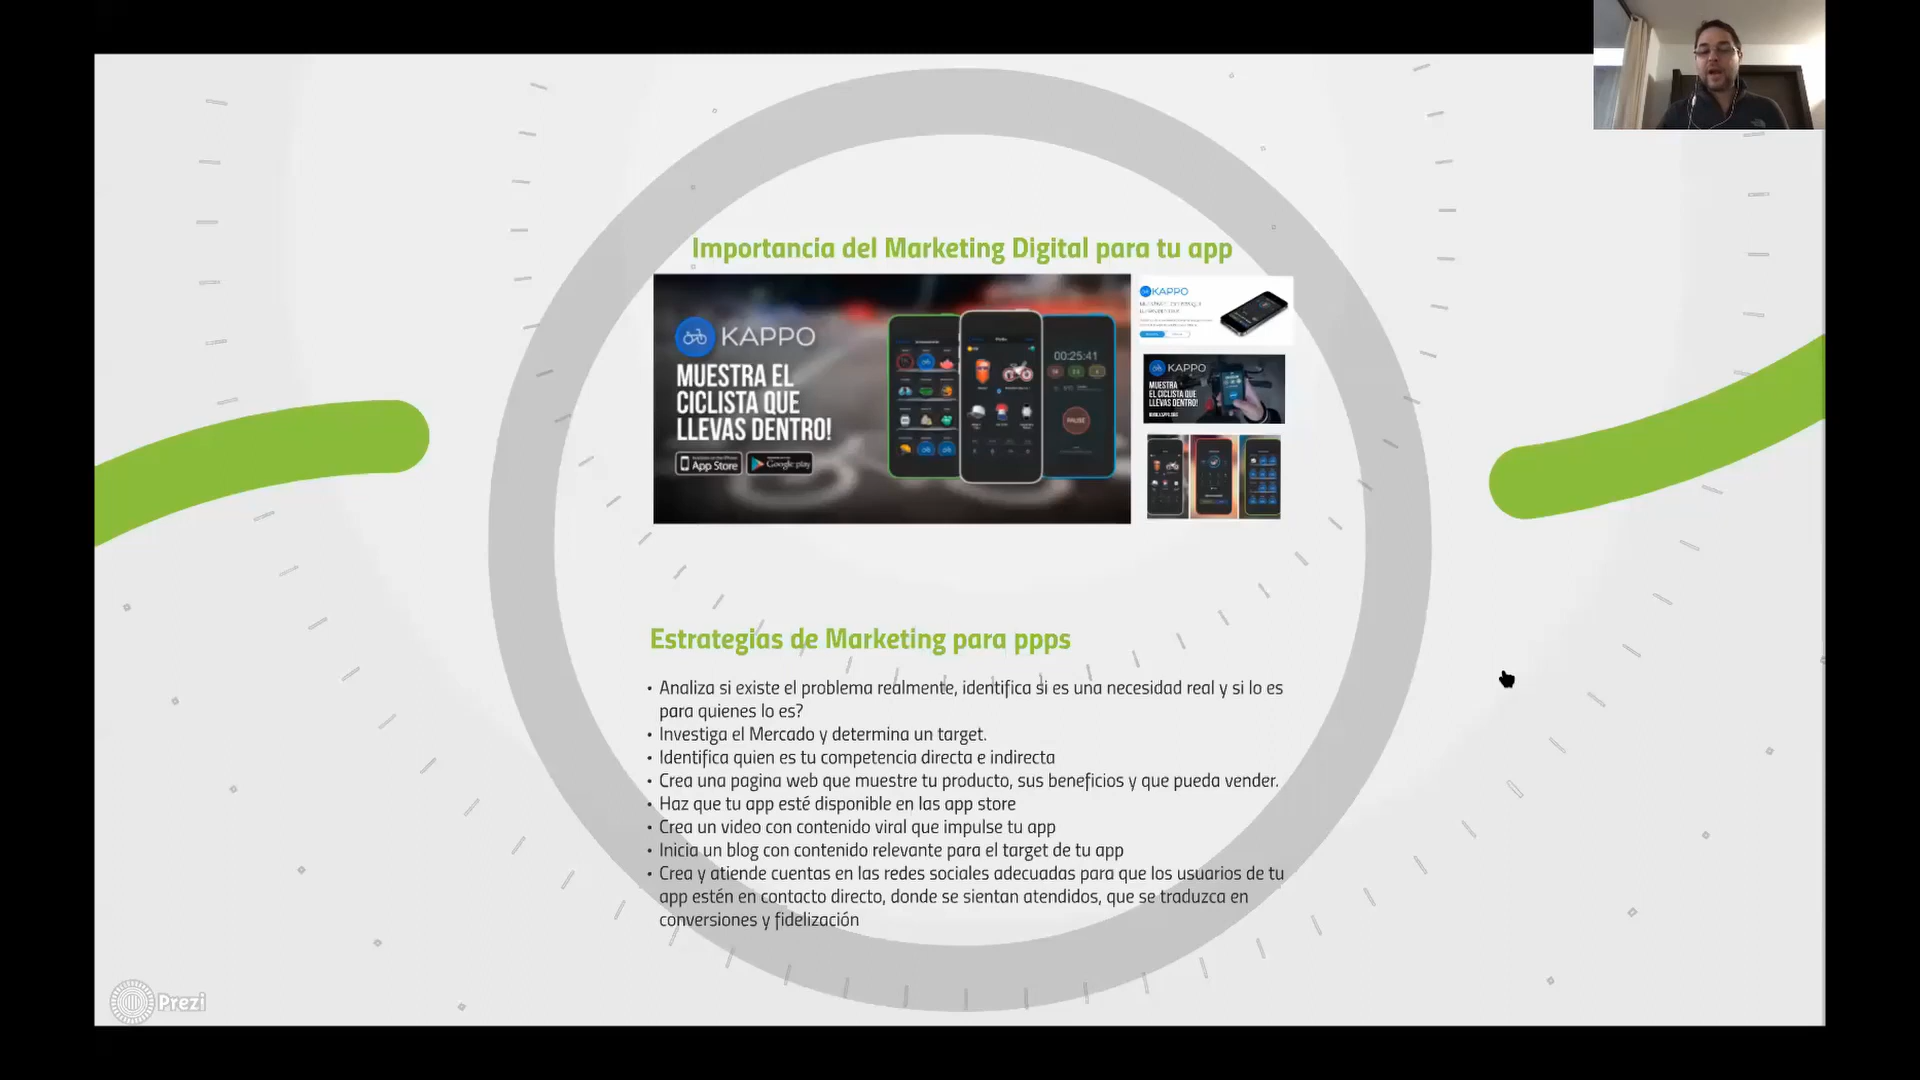 Importancia del Marketing Digital para tu app
KAPPO
MUESTRA EL
CICLISTA QUE
LLEVAS DENTRO!
App Store
Google play
00:25:41
PAUSE
KAPPO
KAPPO
MUESTRA
EL CICLISTA QUE
LLEVAS DENTRO!
Estrategias de Marketing para ppps
• Analiza si existe el problema realmente, identifica si es una necesidad real y si lo es
para quienes lo es?
• Investiga el Mercado y determina un target.
• Identifica quien es tu competencia directa e indirecta
• Crea una pagina web que muestre tu producto, sus beneficios y que pueda vender.
• Haz que tu app esté disponible en las app store
• Crea un video con contenido viral que impulse tu app
• Inicia un blog con contenido relevante para el target de tu app
• Crea y atiende cuentas en las redes sociales adecuadas para que los usuarios de tu
app estén en contacto directo, donde se sientan atendidos, que se traduzca en
conversiones y fidelización
Prezi